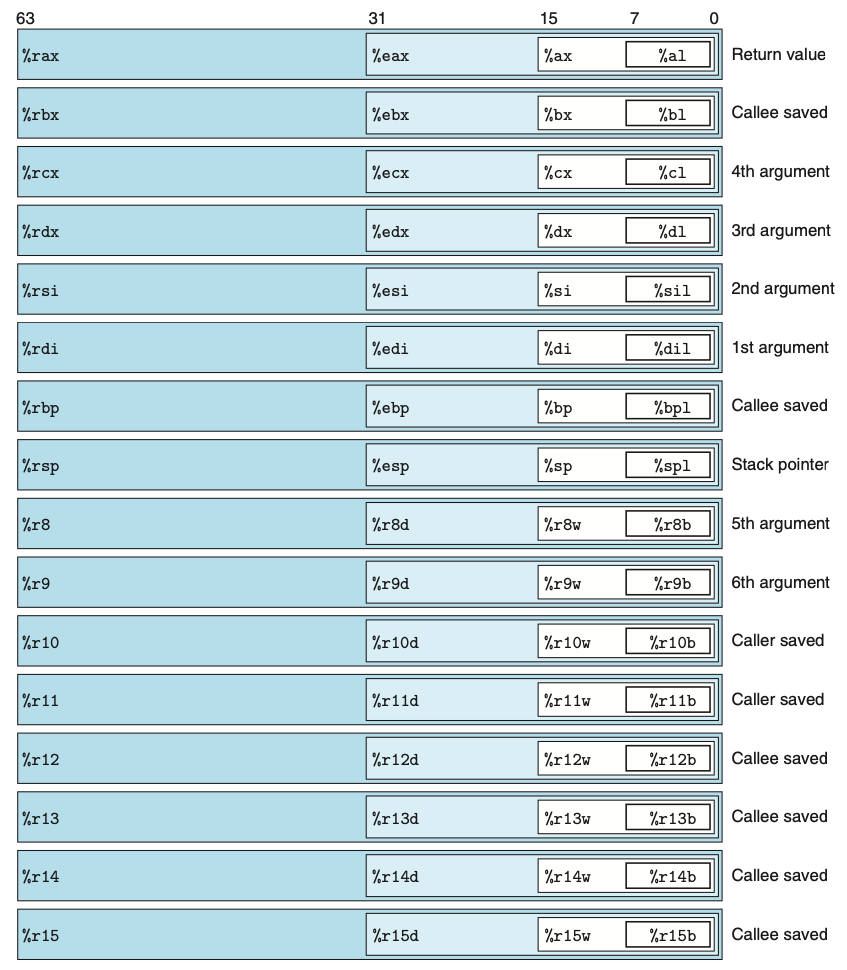 63 31 15 7 0
%rax %eax %ax %al Return value
%rbx %ebx %bx %bl Callee saved
%rcx %ecx %cx %cl 4th argument
%rdx %edx %dx %dl 3rd argument
%rsi %esi %si %sil 2nd argument
%rdi %edi %di %dil 1st argument
%rbp %ebp %bp %bpl Callee saved
%rsp %esp %sp %spl Stack pointer
%r8 %r8d %r8w %r8b 5th argument
%r9 %r9d %r9w %r9b 6th argument
%r10 %r10d %r10w %r10b Caller saved
%r11 %r11d %r11w %r11b Caller saved
%r12 %r12d %r12w %r12b Callee saved
%r13 %r13d %r13w %r13b Callee saved
%r14 %r14d %r14w %r14b Callee saved
%r15 %r15d %r15w %r15b Callee saved